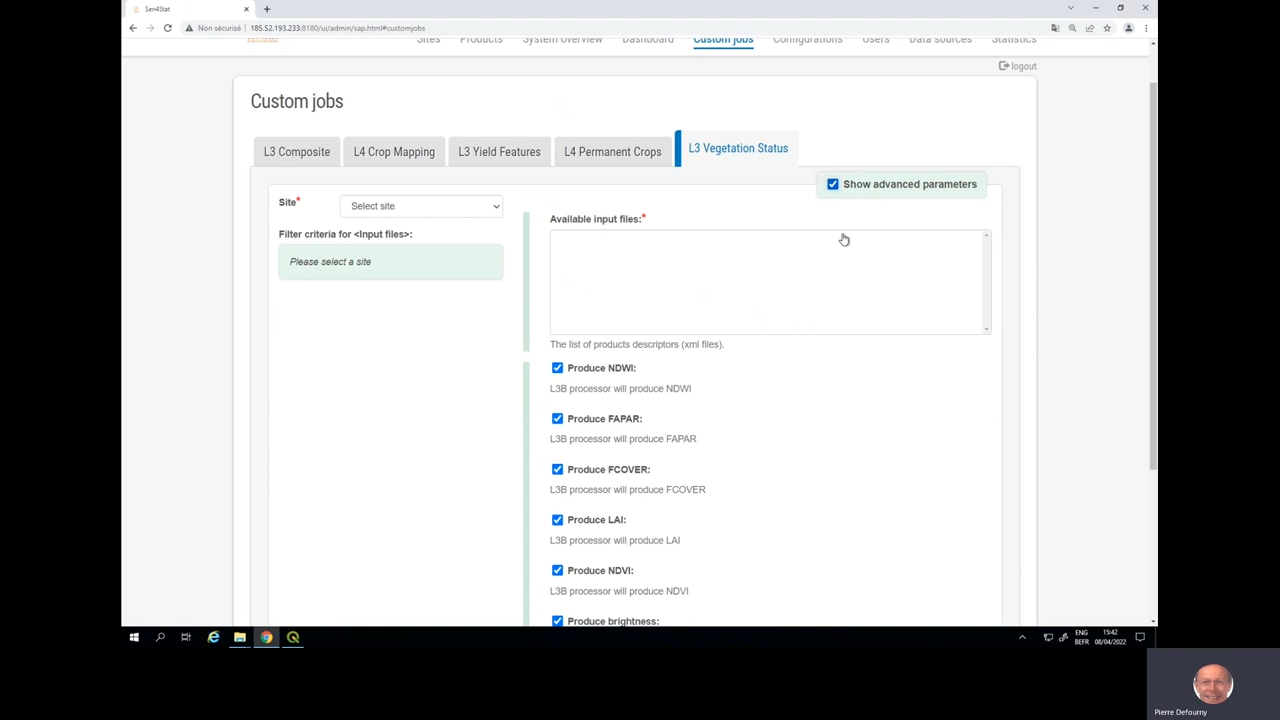 Sen4Stat
Non sécurisé 185.52.193.233:8180/ui/admin/sap.html#customjobs
Sites Products System overview Dashboard Custom jobs Configurations Users Data sources Statistics
logout
Custom jobs
L3 Composite L4 Crop Mapping L3 Yield Features L4 Permanent Crops L3 Vegetation Status
Show advanced parameters
Site* Select site
Available input files:*
Filter criteria for <Input files>:
Please select a site
The list of products descriptors (xml files).
Produce NDWI:
L3B processor will produce NDWI
Produce FAPAR:
L3B processor will produce FAPAR
Produce FCOVER:
L3B processor will produce FCOVER
Produce LAI:
L3B processor will produce LAI
Produce NDVI:
L3B processor will produce NDVI
Produce brightness:
ENG 15:42
BEFR 08/04/2022
Pierre Defourny